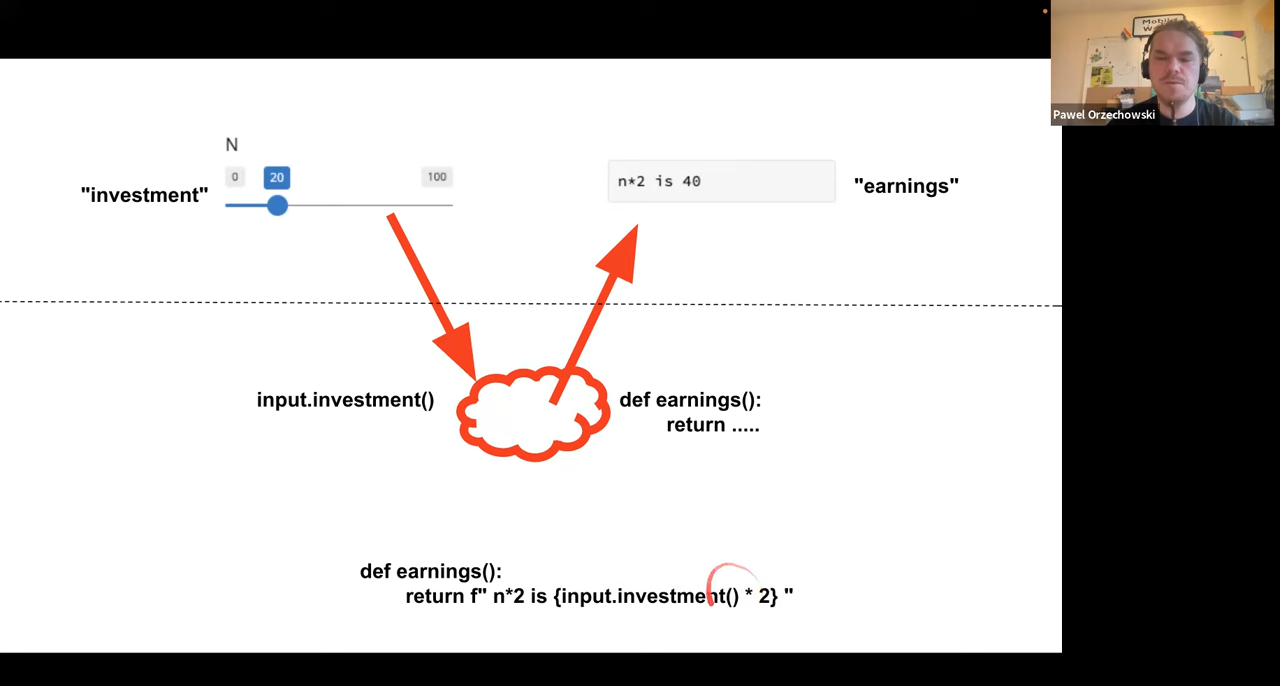 Mobile
Pawel Orzechowski
N
0 20 100
"investment"
n*2 is 40
"earnings"
input.investment()
def earnings():
return .....
def earnings():
return f" n*2 is {input.investment() * 2} "